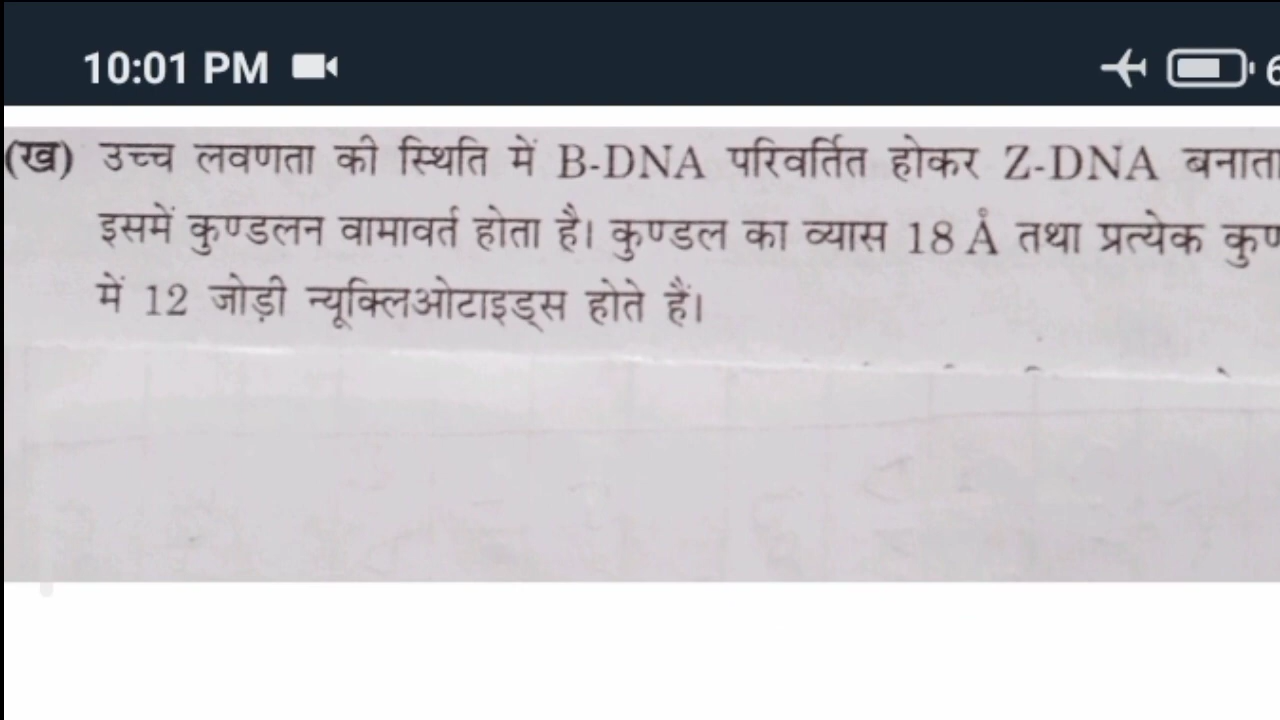 10:01 PM 6
(ख) उच्च लवणता की स्थिति में B-DNA परिवर्तित होकर Z-DNA बनाता
इसमें कुण्डलन वामावर्त होता है। कुण्डल का व्यास 18 Å तथा प्रत्येक कुण
में 12 जोड़ी न्यूक्लिओटाइड्स होते हैं।